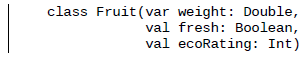 class Fruit(var weight: Double,
            val fresh: Boolean,
            val ecoRating: Int)